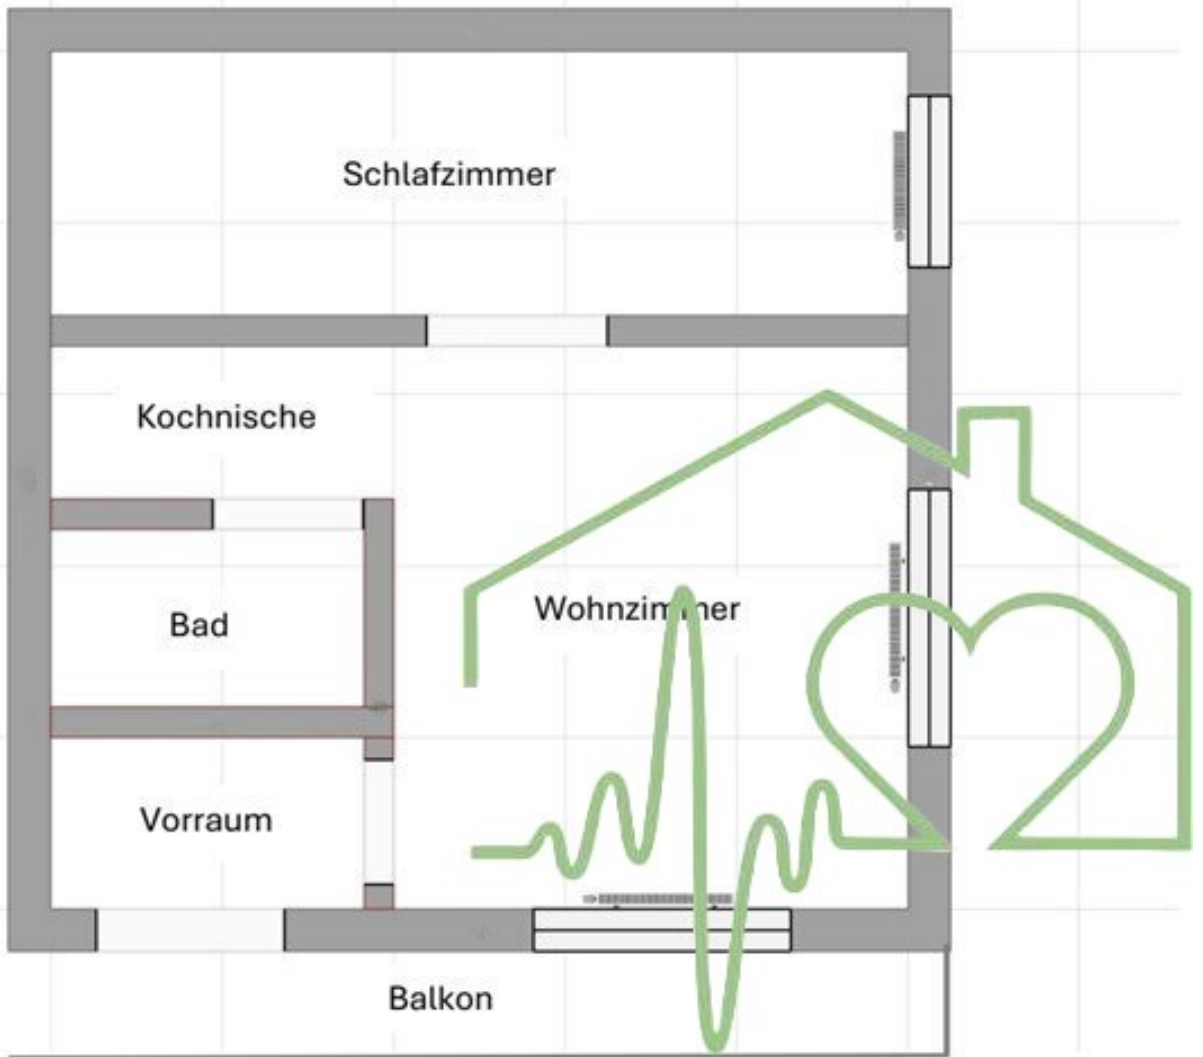 Schlafzimmer
Kochnische
Wohnzimmer
Bad
Vorraum
Balkon